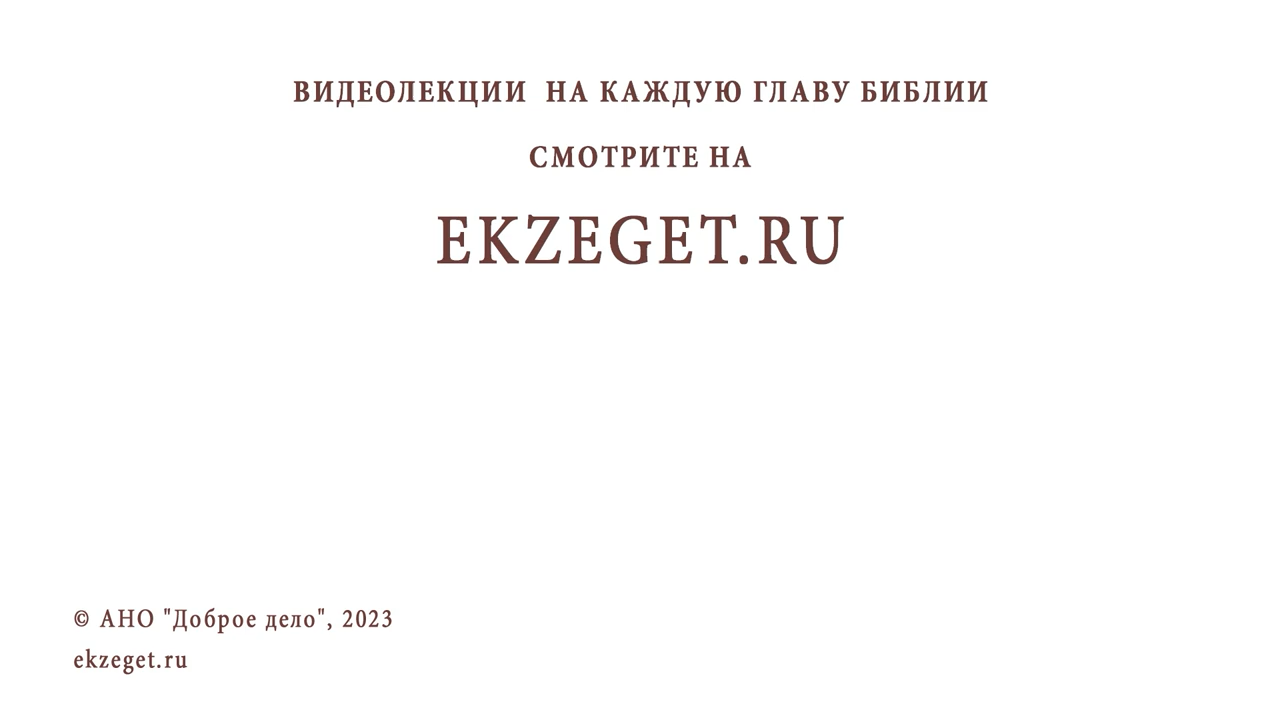 ВИДЕОЛЕКЦИИ НА КАЖДУЮ ГЛАВУ БИБЛИИ
СМОТРИТЕ НА
EKZEGET.RU
© АНО "Доброе дело", 2023
ekzeget.ru